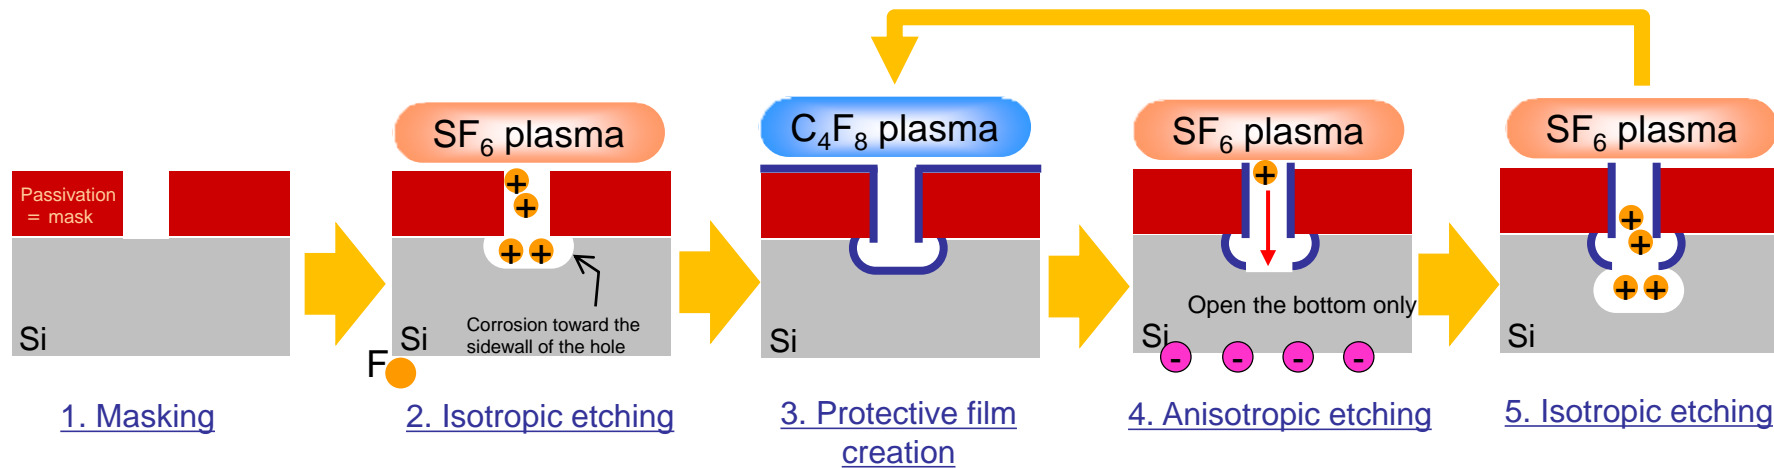 SF₆ plasma
C₄F₈ plasma
SF₆ plasma
SF₆ plasma
Passivation
= mask
+
+
+ +
+
+
+
+ +
Open the bottom only
Corrosion toward the
sidewall of the hole
Si
Si
Si
Si
Si
F
- - - -
1. Masking
2. Isotropic etching
3. Protective film
creation
4. Anisotropic etching
5. Isotropic etching